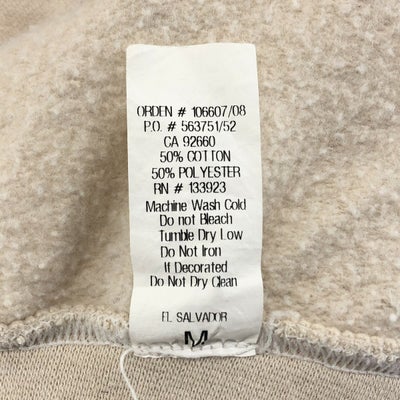 ORDEN # 106607/08
P.O. # 563751/52
CA 92660
50% COTTON
50% POLYESTER
RN # 133923
Machine Wash Cold
Do not Bleach
Tumble Dry Low
Do Not Iron
If Decorated
Do Not Dry Clean
EL SALVADOR
M